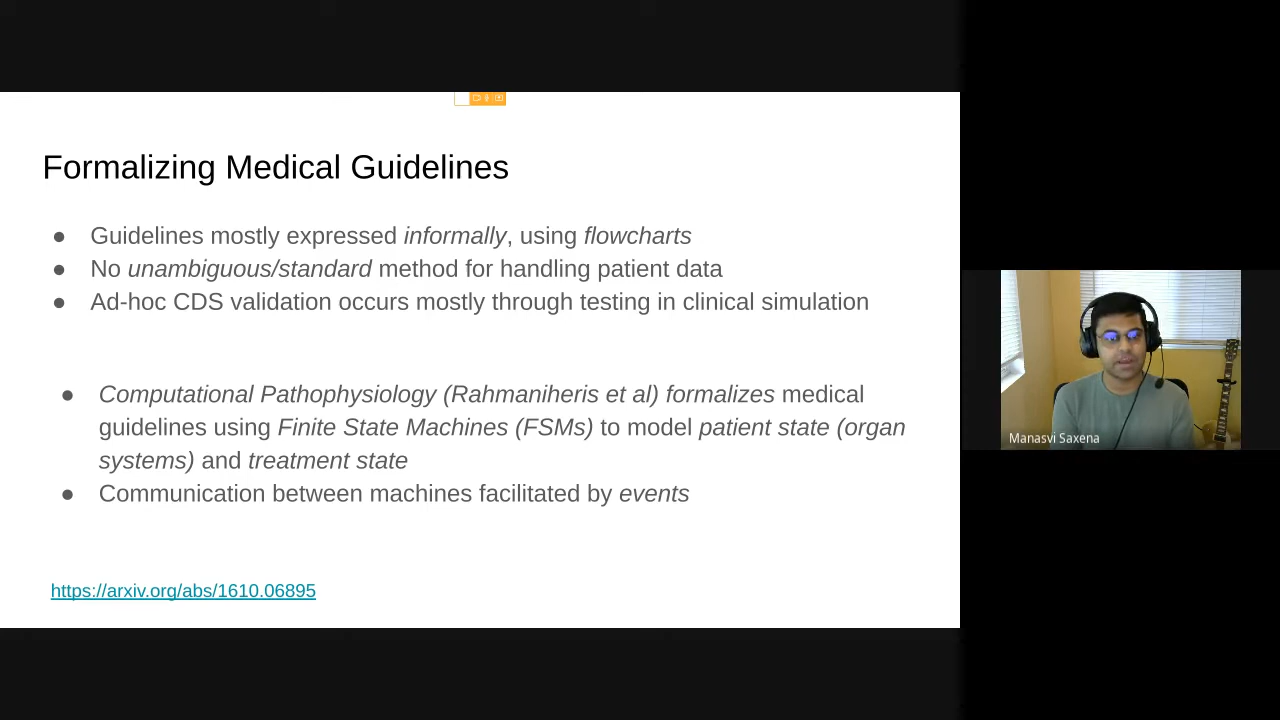 Formalizing Medical Guidelines
● Guidelines mostly expressed informally, using flowcharts
● No unambiguous/standard method for handling patient data
● Ad-hoc CDS validation occurs mostly through testing in clinical simulation
● Computational Pathophysiology (Rahmaniheris et al) formalizes medical
guidelines using Finite State Machines (FSMs) to model patient state (organ
systems) and treatment state
● Communication between machines facilitated by events
https://arxiv.org/abs/1610.06895
Manasvi Saxena